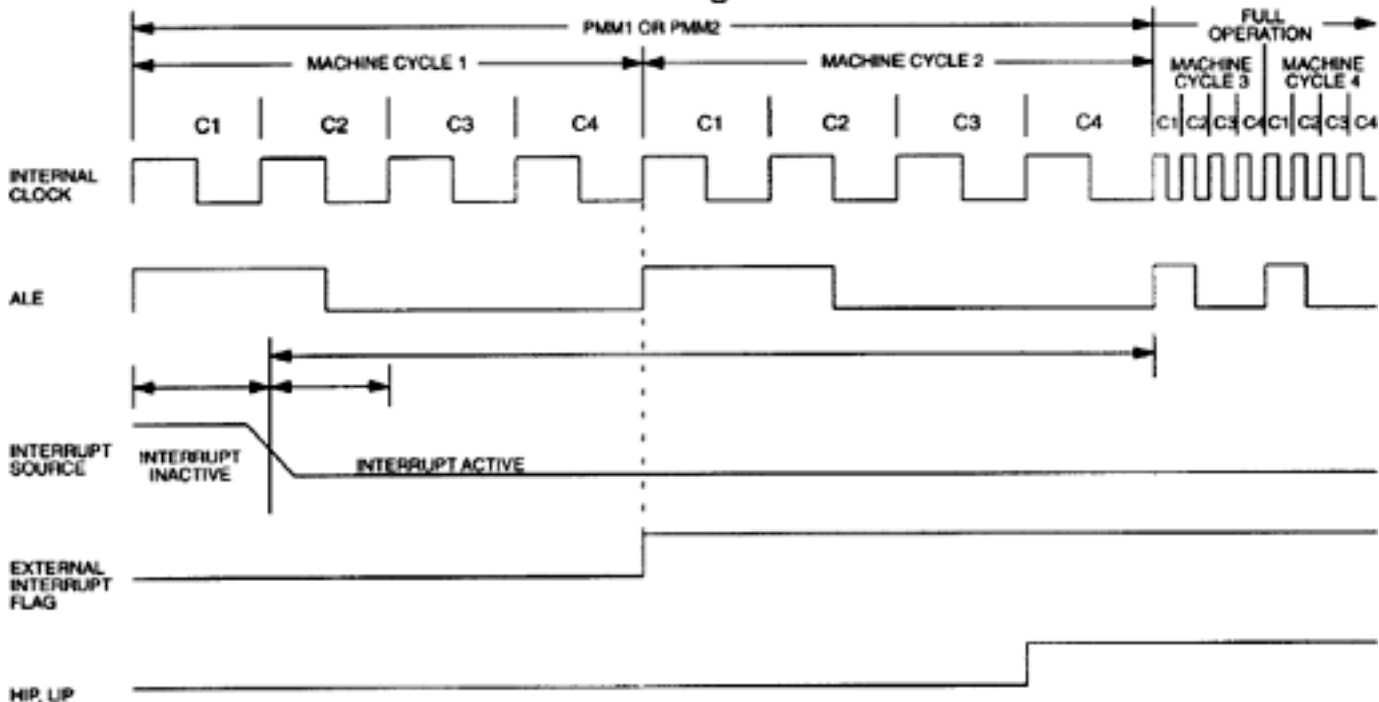 PMM1 OR PMM2
FULL
OPERATION
MACHINE CYCLE 1
MACHINE CYCLE 2
MACHINE
CYCLE 3
MACHINE
CYCLE 4
C1 C2 C3 C4 C1 C2 C3 C4 C1 C2 C3 C4 C1 C2 C3 C4
INTERNAL
CLOCK
ALE
INTERRUPT
SOURCE
INTERRUPT
INACTIVE
INTERRUPT ACTIVE
EXTERNAL
INTERRUPT
FLAG
HIP, LIP